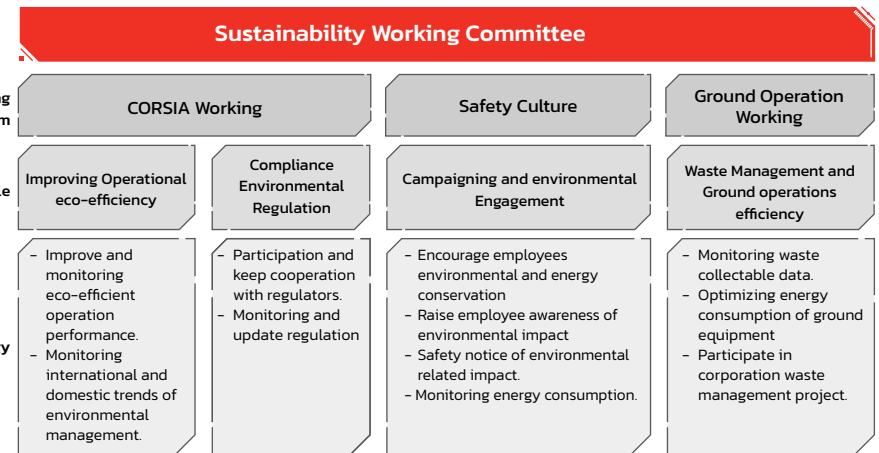 Sustainability Working Committee
CORSIA Working
Safety Culture
Ground Operation
Working
Improving Operational
eco-efficiency
Compliance
Environmental
Regulation
Campaigning and environmental
Engagement
Waste Management and
Ground operations
efficiency
- Improve and
monitoring
eco-efficient
operation
performance.
- Monitoring
international and
domestic trends of
environmental
management.
- Participation and
keep cooperation
with regulators.
- Monitoring and
update regulation
- Encourage employees
environmental and energy
conservation
- Raise employee awareness of
environmental impact
- Safety notice of environmental
related impact.
- Monitoring energy consumption.
- Monitoring waste
collectable data.
- Optimizing energy
consumption of ground
equipment
- Participate in
corporation waste
management project.